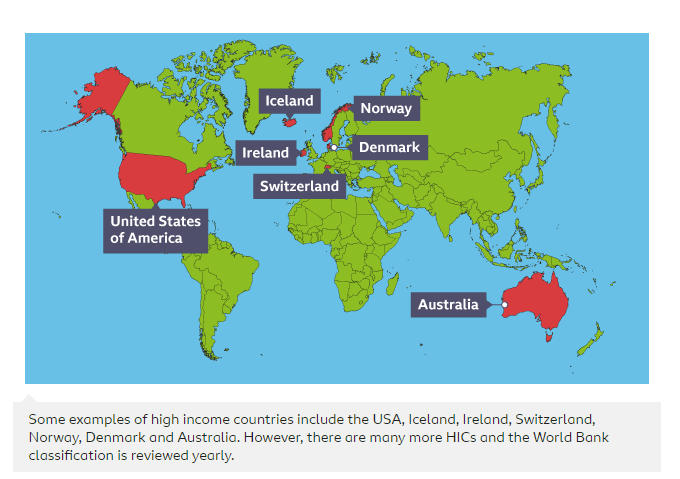 Iceland
Norway
Ireland
Denmark
Switzerland
United States
of America
Australia
Some examples of high income countries include the USA, Iceland, Ireland, Switzerland,
Norway, Denmark and Australia. However, there are many more HICs and the World Bank
classification is reviewed yearly.